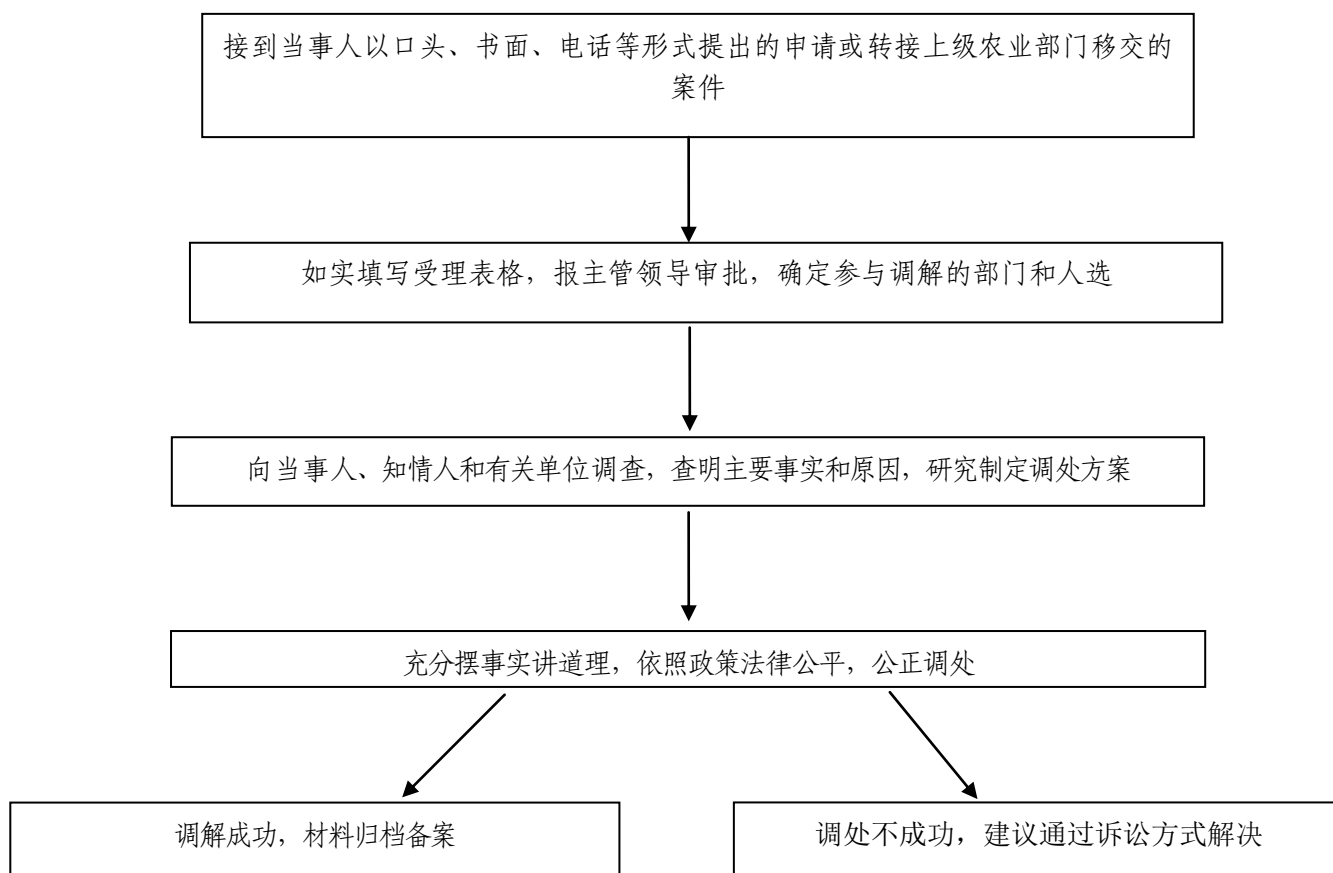 接到当事人以口头、书面、电话等形式提出的申请或转接上级农业部门移交的
案件
如实填写受理表格，报主管领导审批，确定参与调解的部门和人选
向当事人、知情人和有关单位调查，查明主要事实和原因，研究制定调处方案
充分摆事实讲道理，依照政策法律公平，公正调处
调解成功，材料归档备案
调处不成功，建议通过诉讼方式解决